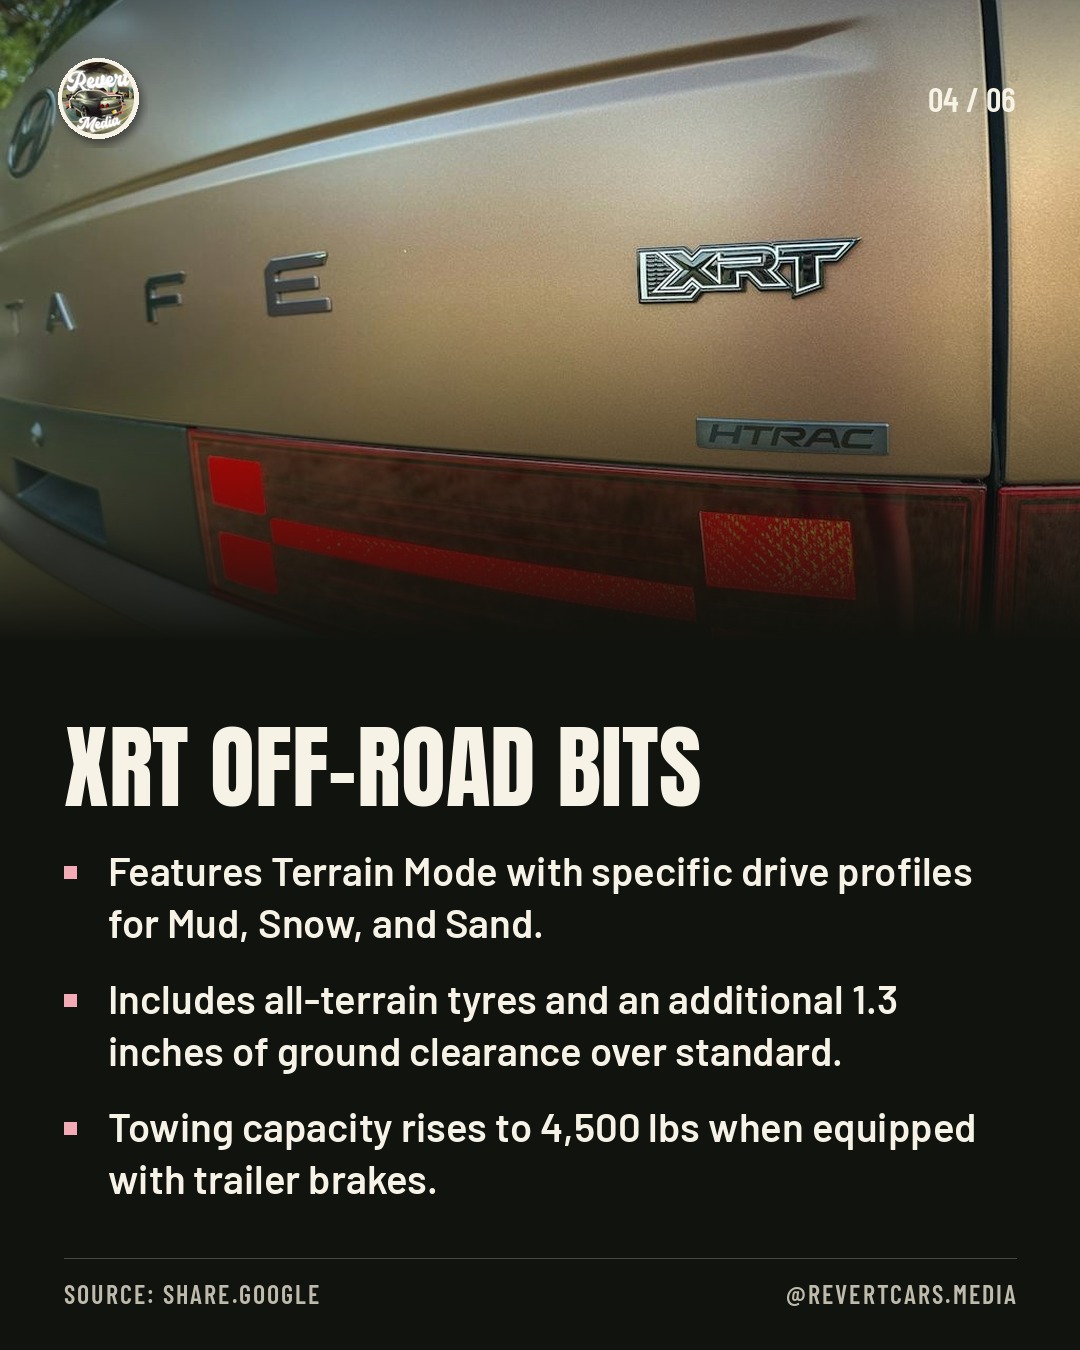 Revert
Media
04 / 06
TAFE
XRT
HTRAC
XRT OFF-ROAD BITS
Features Terrain Mode with specific drive profiles
for Mud, Snow, and Sand.
Includes all-terrain tyres and an additional 1.3
inches of ground clearance over standard.
Towing capacity rises to 4,500 lbs when equipped
with trailer brakes.
SOURCE: SHARE.GOOGLE
@REVERTCARS.MEDIA